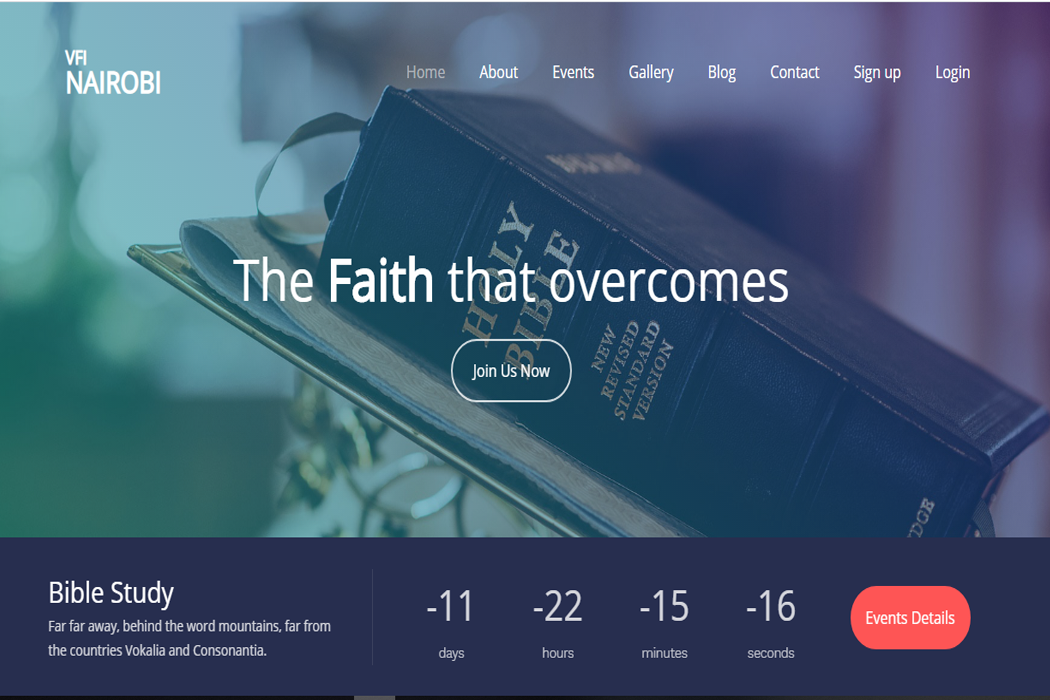 VFI
NAIROBI
Home About Events Gallery Blog Contact Sign up Login
HOLY
BIBLE
The Faith that overcomes
NEW
REVISED
STANDARD
VERSION
Join Us Now
DGE
Bible Study
Far far away, behind the word mountains, far from
the countries Vokalia and Consonantia.
-11 -22 -15 -16
days hours minutes seconds
Events Details